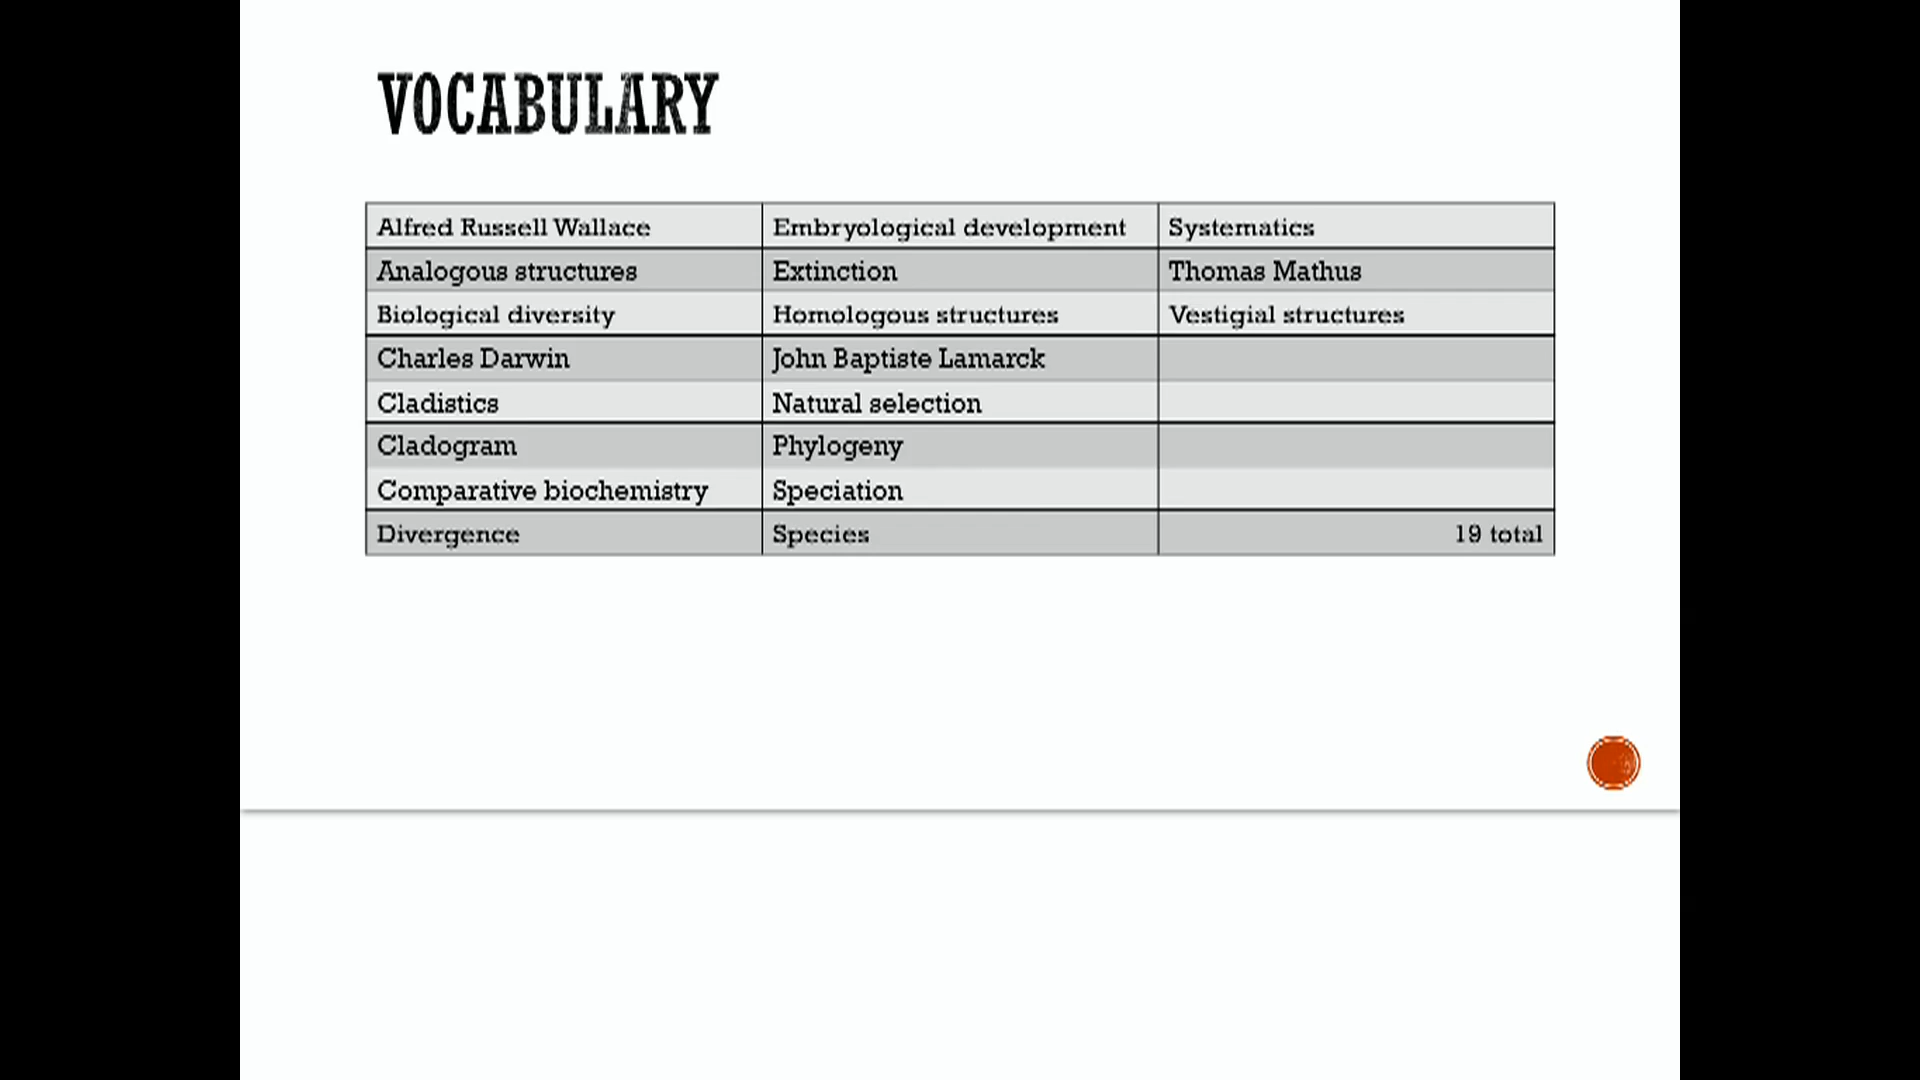 VOCABULARY
Alfred Russell Wallace Embryological development Systematics
Analogous structures Extinction Thomas Mathus
Biological diversity Homologous structures Vestigial structures
Charles Darwin John Baptiste Lamarck
Cladistics Natural selection
Cladogram Phylogeny
Comparative biochemistry Speciation
Divergence Species 19 total